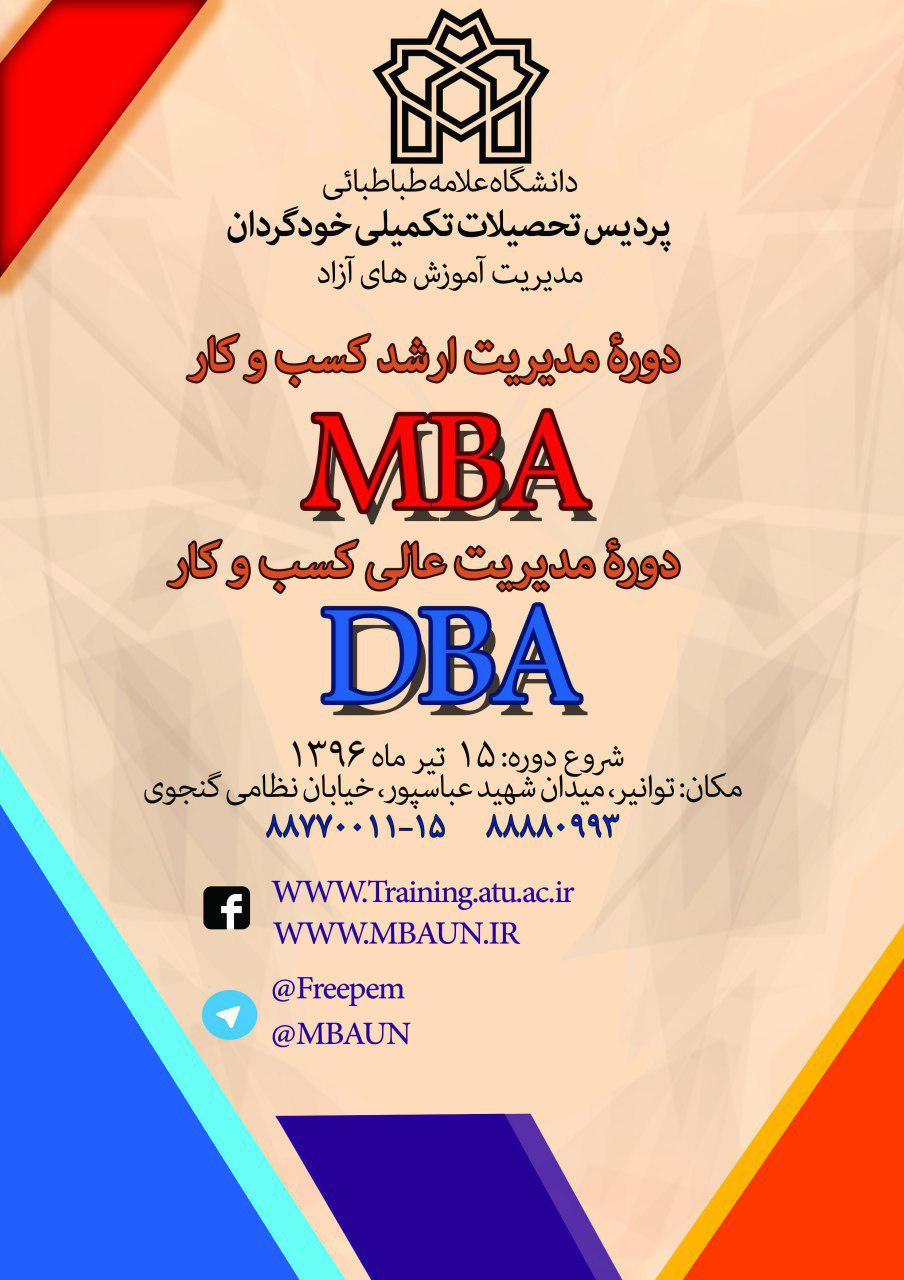 دانشگاه علامه طباطبائی
پردیس تحصیلات تکمیلی خودگردان
مدیریت آموزش های آزاد
دورۀ مدیریت ارشد کسب و کار
MBA
دورۀ مدیریت عالی کسب و کار
DBA
شروع دوره: ۱۵ تیر ماه ۱۳۹۶
مکان: توانیر، میدان شهید عباسپور، خیابان نظامی گنجوی
۸۸۷۷۰۰۱۱-۱۵ ۸۸۸۸۰۹۹۳
WWW.Training.atu.ac.ir
WWW.MBAUN.IR
@Freepem
@MBAUN